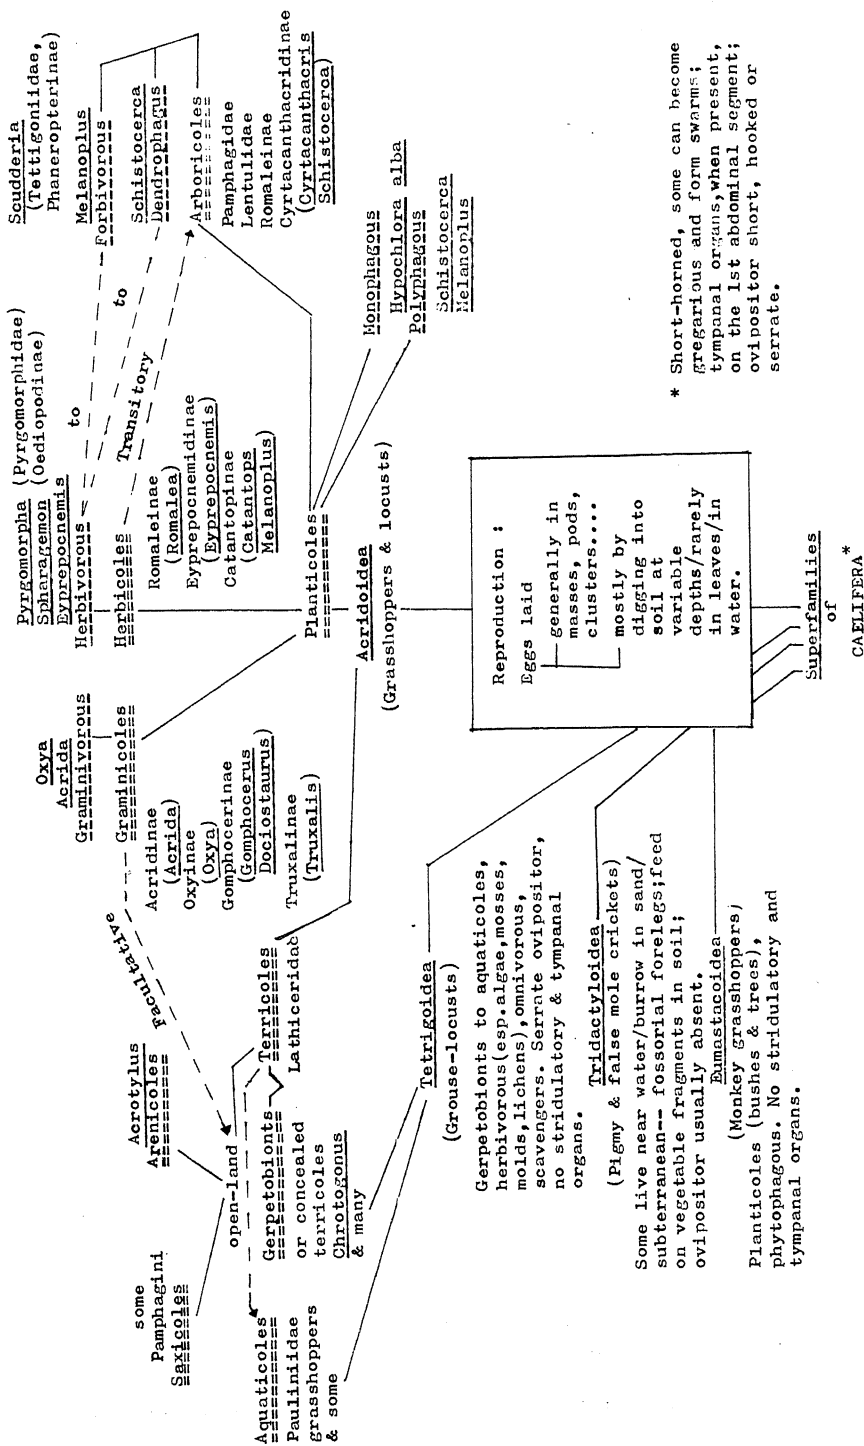 some
Pamphagini
Saxicoles
Acrotylus
Arenicoles
open-land
Aquaticoles
Pauliniidae
grasshoppers
& some
Gerpetobionts
or concealed
terricoles
Chrotogonus
& many
Terricoles
Lathiceridae
Facultative
Oxya
Acrida
Graminivorous
Graminicoles
Acridinae
(Acrida)
Oxyinae
(Oxya)
Gomphocerinae
(Gomphocerus
Dociostaurus)
Truxalinae
(Truxalis)
Pyrgomorpha (Pyrgomorphidae)
Spharagemon (Oediopodinae)
Eyprepocnemis
Herbivorous
Herbicoles
to
to
Transitory
Romaleinae
(Romalea)
Eyprepocnemidinae
(Eyprepocnemis)
Catantopinae
(Catantops
Melanoplus)
Scudderia
(Tettigoniidae,
Phaneropterinae)
Melanoplus
Forbivorous
Schistocerca
Dendrophagus
Arboricoles
Pamphagidae
Lentulidae
Romaleinae
Cyrtacanthacridinae
(Cyrtacanthacris
Schistocerca)
Planticoles
Monophagous
Hypochlora alba
Polyphagous
Schistocerca
Melanoplus
Acridoidea
(Grasshoppers & locusts)
Tetrigoidea
(Grouse-locusts)
Gerpetobionts to aquaticoles,
herbivorous(esp.algae,mosses,
molds,lichens),omnivorous,
scavengers. Serrate ovipositor,
no stridulatory & tympanal
organs.
Tridactyloidea
(Pigmy & false mole crickets)
Some live near water/burrow in sand/
subterranean-- fossorial forelegs;feed
on vegetable fragments in soil;
ovipositor usually absent.
Eumastacoidea
(Monkey grasshoppers)
Planticoles (bushes & trees),
phytophagous. No stridulatory and
tympanal organs.
Reproduction :
Eggs laid
generally in
masses, pods,
clusters....
mostly by
digging into
soil at
variable
depths/rarely
in leaves/in
water.
Superfamilies
of
CAELIFERA*
* Short-horned, some can become
gregarious and form swarms;
tympanal organs,when present,
on the 1st abdominal segment;
ovipositor short, hooked or
serrate.